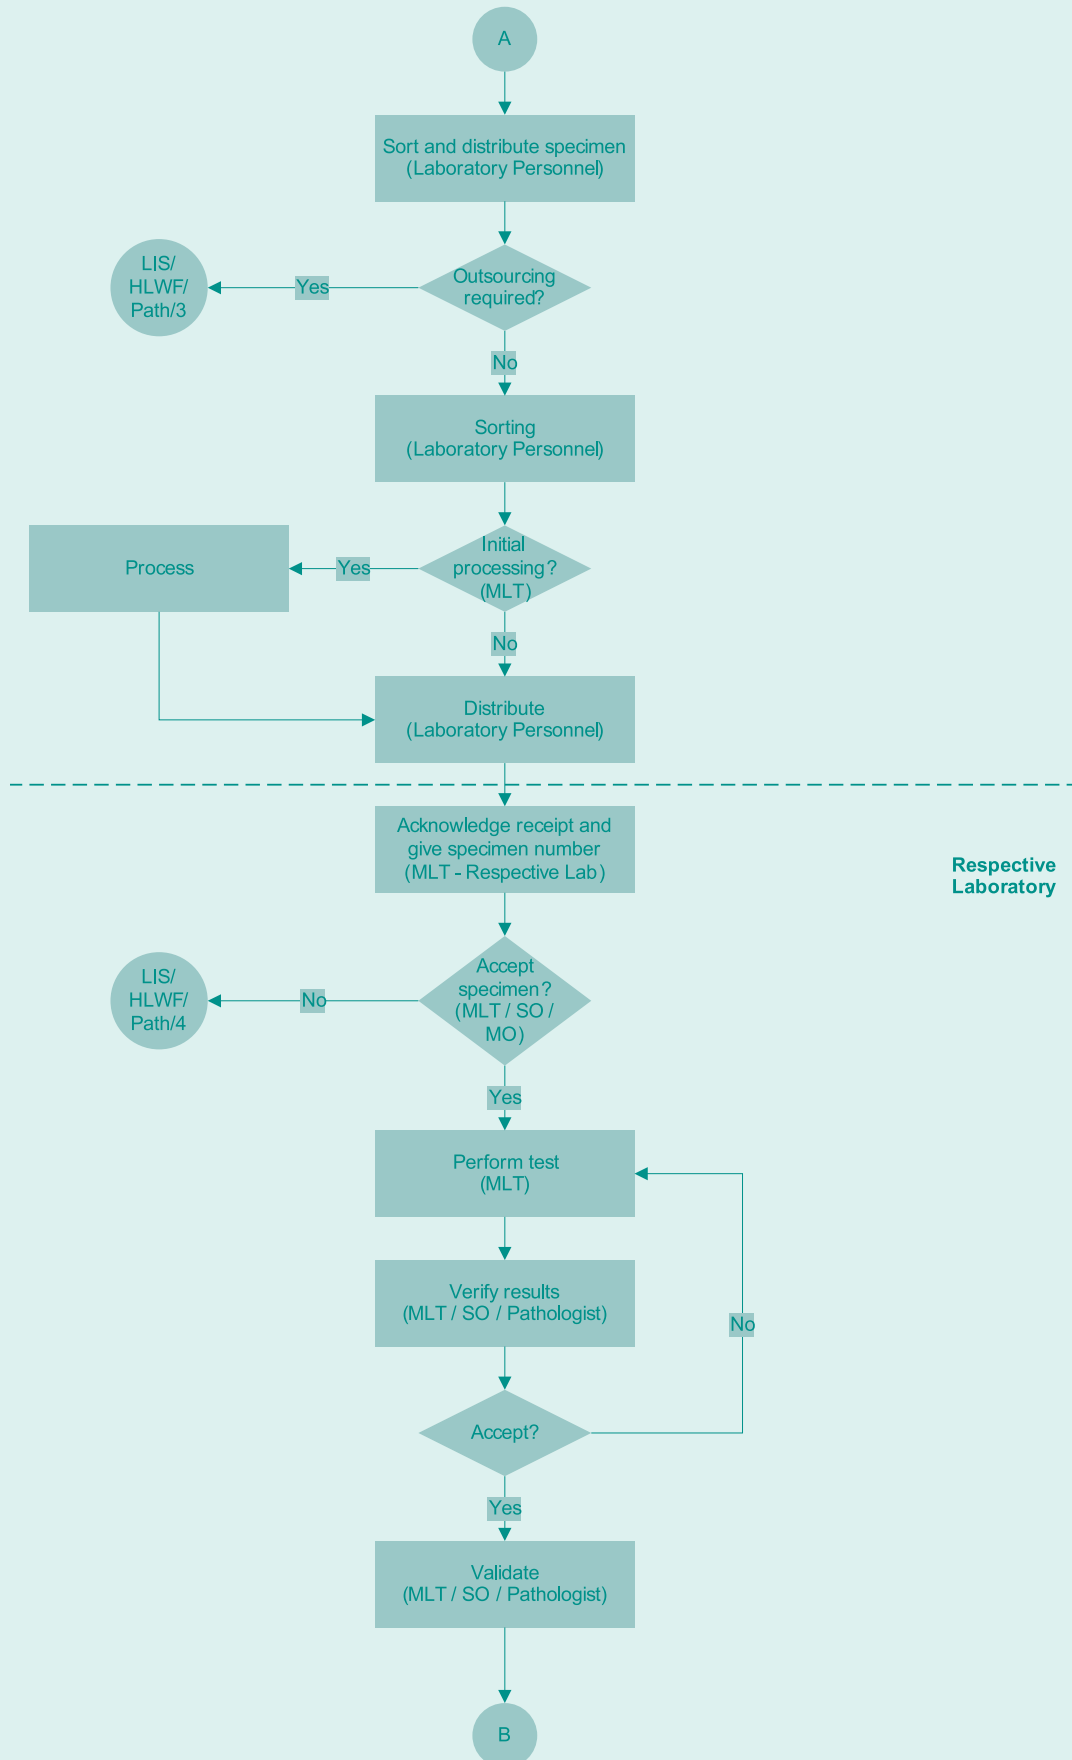 A
Sort and distribute specimen
(Laboratory Personnel)
Outsourcing
required?
Yes
LIS/
HLWF/
Path/3
No
Sorting
(Laboratory Personnel)
Initial
processing?
(MLT)
Yes
Process
No
Distribute
(Laboratory Personnel)
Acknowledge receipt and
give specimen number
(MLT - Respective Lab)
Respective
Laboratory
Accept
specimen?
(MLT / SO /
MO)
No
LIS/
HLWF/
Path/4
Yes
Perform test
(MLT)
Verify results
(MLT / SO / Pathologist)
No
Accept?
Yes
Validate
(MLT / SO / Pathologist)
B